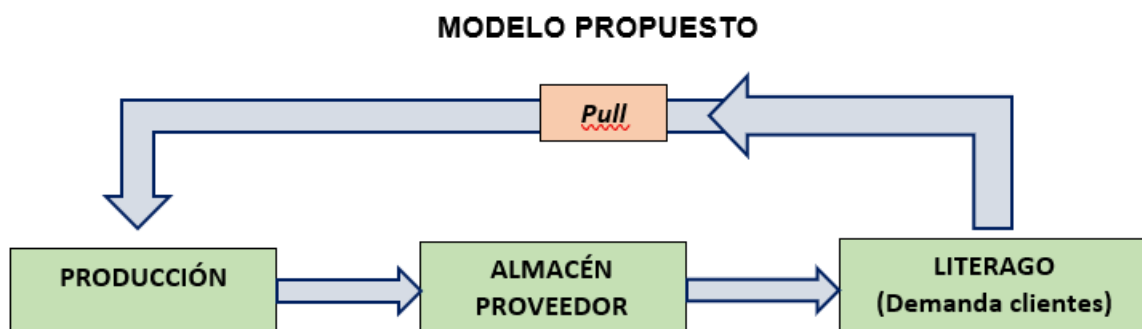 MODELO PROPUESTO
Pull
PRODUCCIÓN
ALMACÉN
PROVEEDOR
LITERAGO
(Demanda clientes)